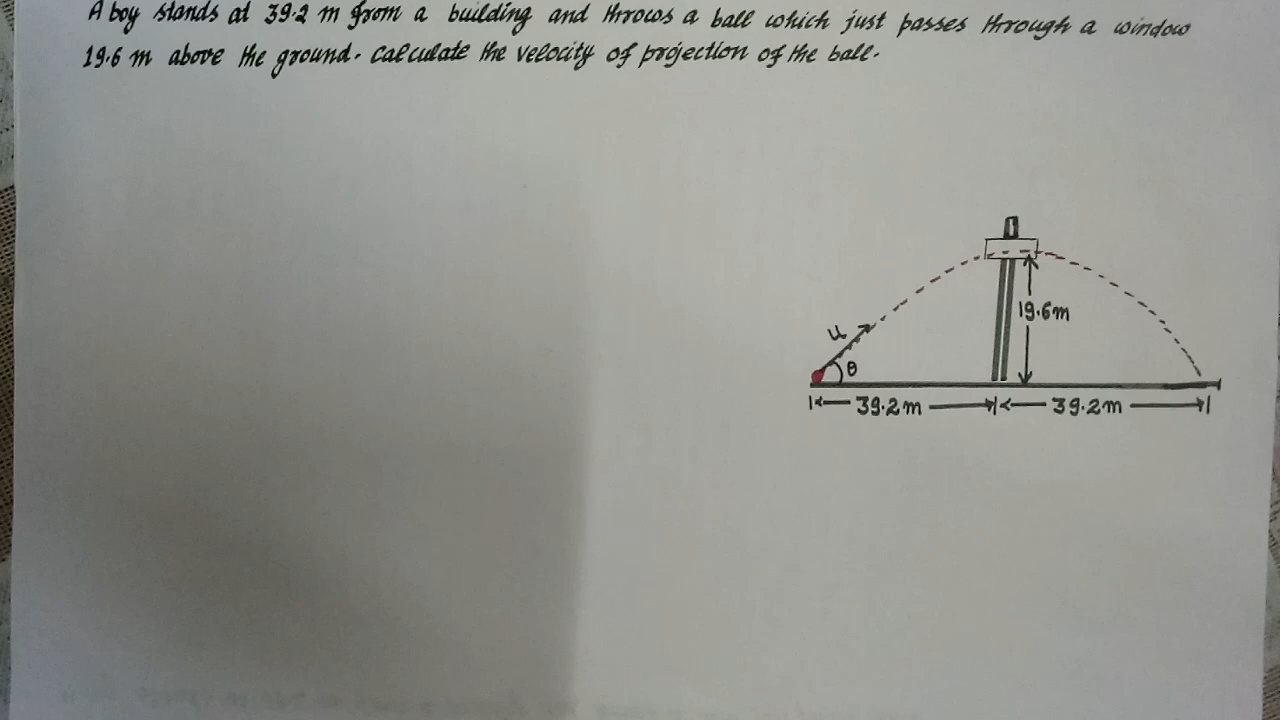 A boy stands at 39.2 m from a building and throws a ball which just passes through a window
19.6 m above the ground. calculate the velocity of projection of the ball.
u
θ
19.6m
39.2m
39.2m